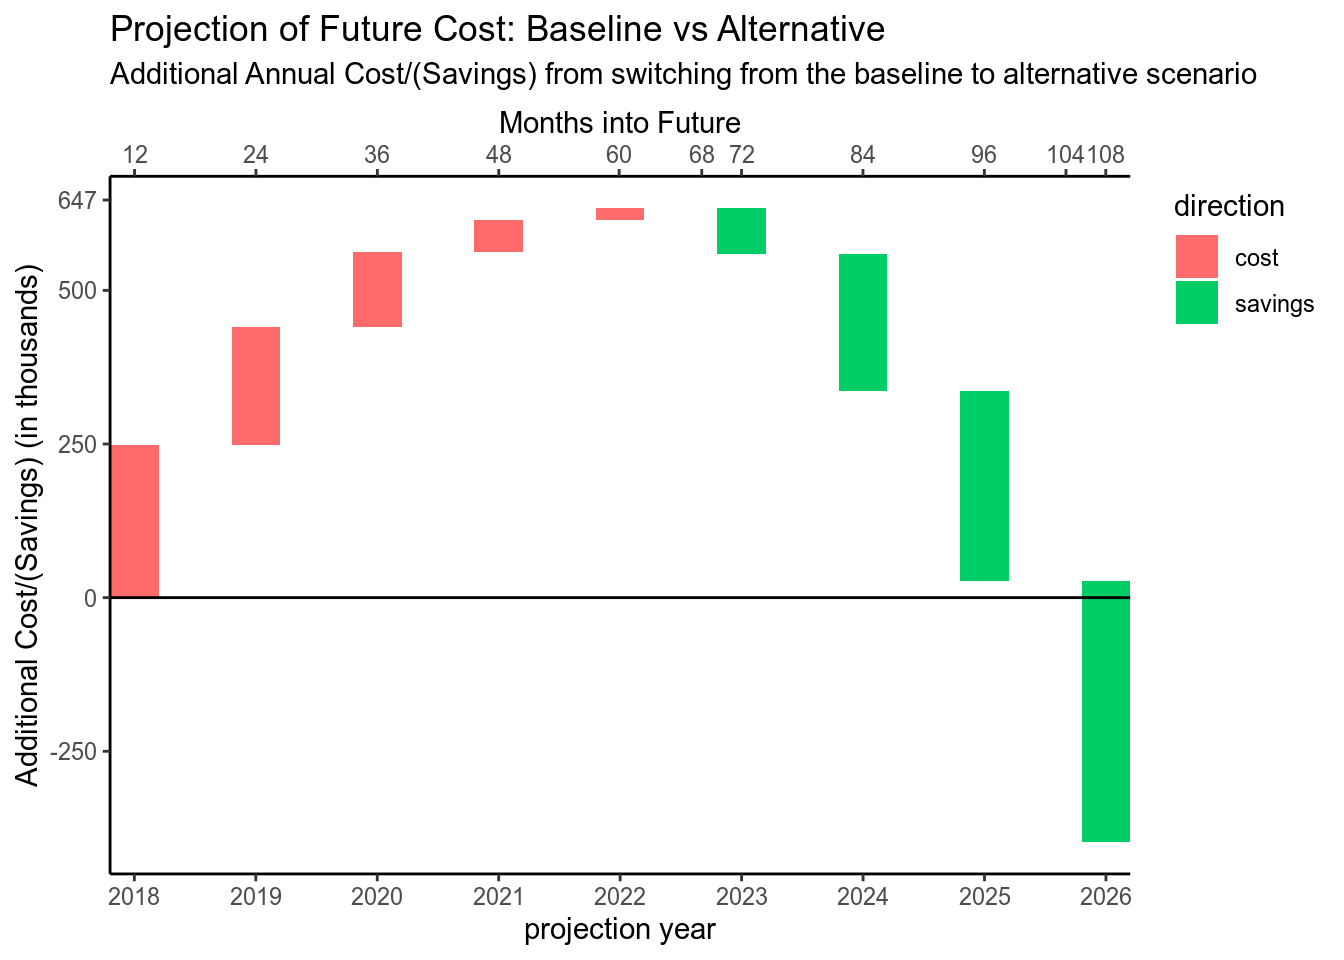 Projection of Future Cost: Baseline vs Alternative
Additional Annual Cost/(Savings) from switching from the baseline to alternative scenario
Months into Future
12 24 36 48 60 68 72 84 96 104 108
647
500
250
0
-250
Additional Cost/(Savings) (in thousands)
2018 2019 2020 2021 2022 2023 2024 2025 2026
projection year
direction
cost
savings